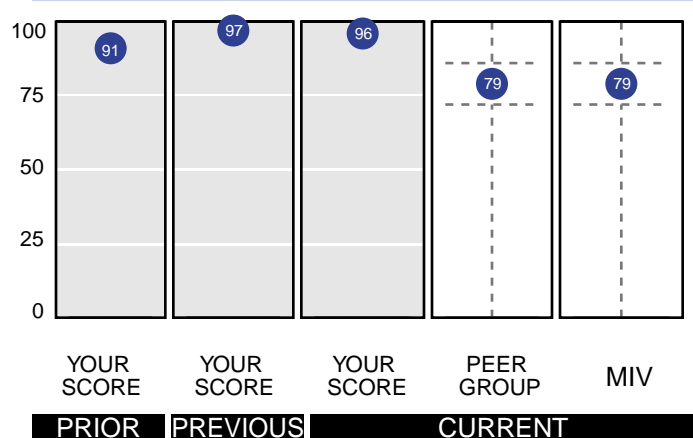 100
75
50
25
0
91
97
96
79
79
YOUR
SCORE
YOUR
SCORE
YOUR
SCORE
PEER
GROUP
MIV
PRIOR
PREVIOUS
CURRENT